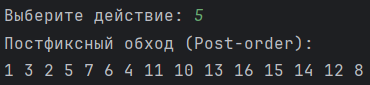 Выберите действие: 5
Постфиксный обход (Post-order):
1 3 2 5 7 6 4 11 10 13 16 15 14 12 8